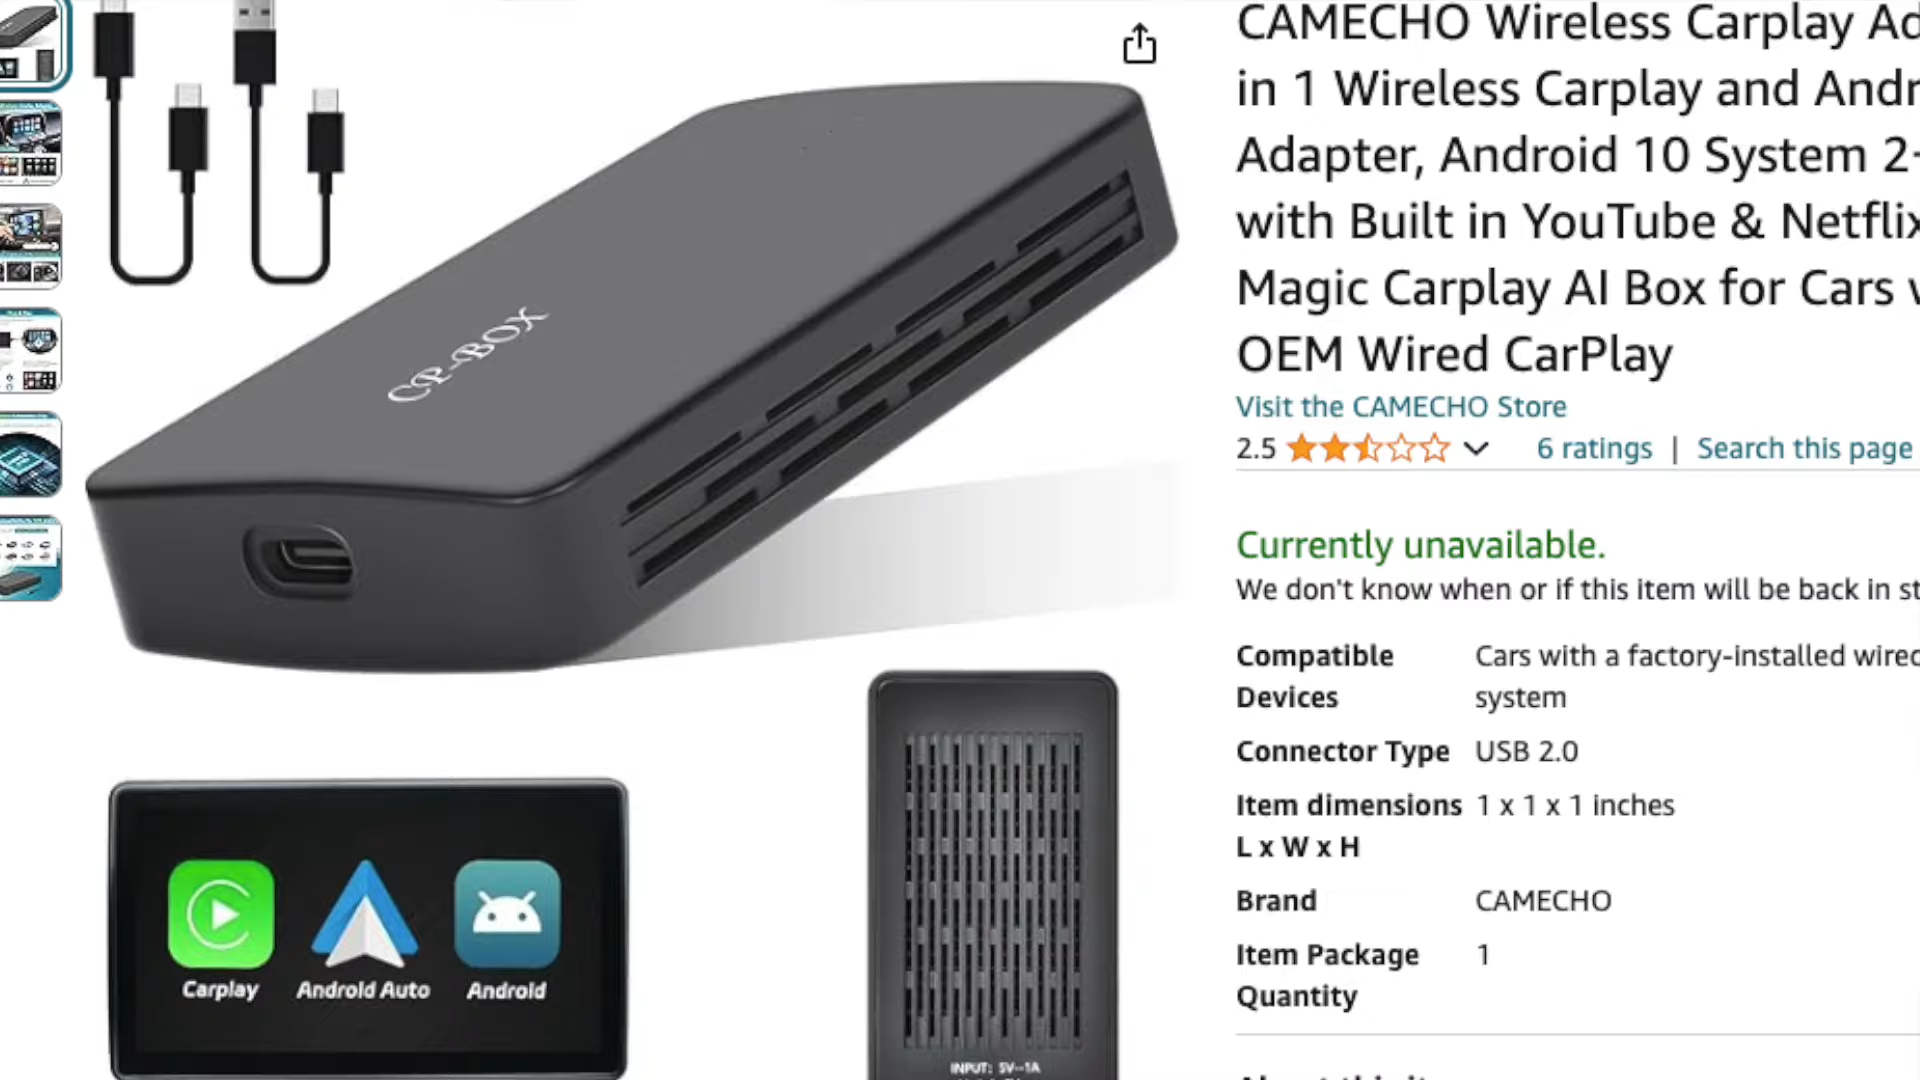 CAMECHO Wireless Carplay
in 1 Wireless Carplay and
Adapter, Android 10 System 2-
with Built in YouTube & Netflix
Magic Carplay AI Box for Cars
OEM Wired CarPlay
Visit the CAMECHO Store
2.5 6 ratings | Search this page
Currently unavailable.
We don't know when or if this item will be back in
Compatible Devices Cars with a factory-installed wired
system
Connector Type USB 2.0
Item dimensions L x W x H 1 x 1 x 1 inches
Brand CAMECHO
Item Package Quantity 1
CP-BOX
Carplay Android Auto Android
INPUT: 5V--1A